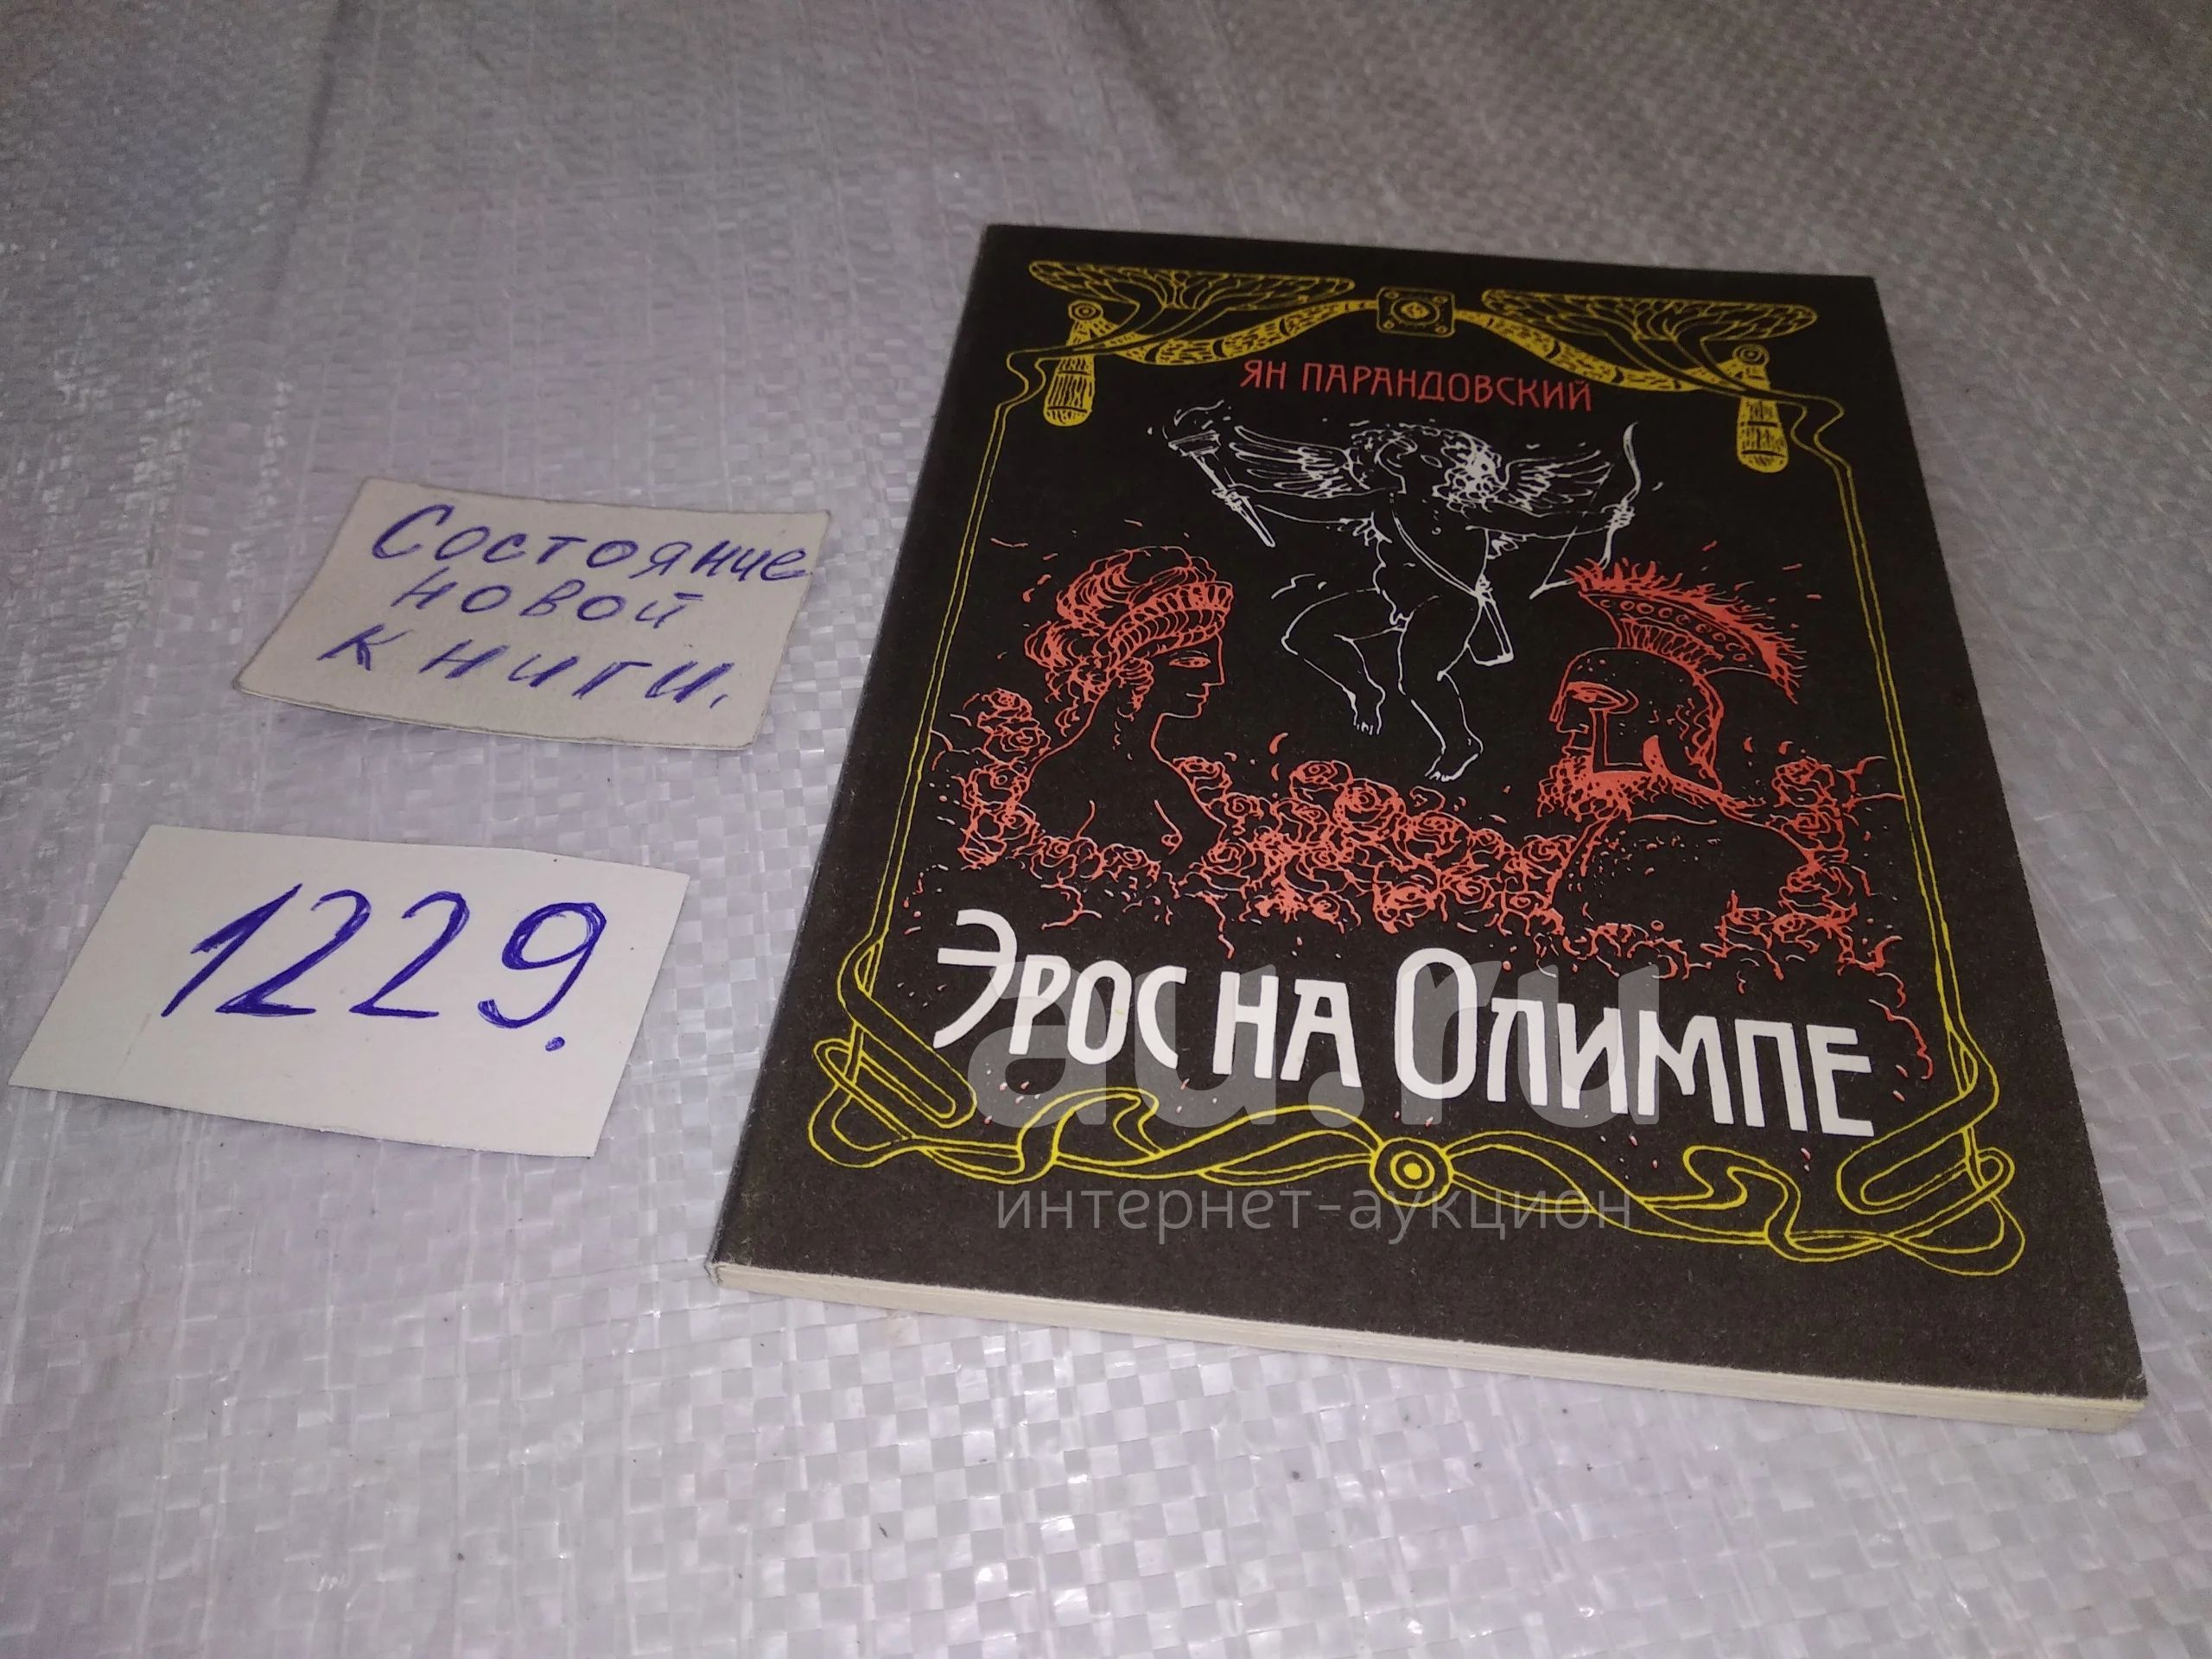 Состояние
новой
книги.
1229.
ЯН ПАРАНДОВСКИЙ
ЭРОС НА ОЛИМПЕ
au.ru
интернет-аукцион